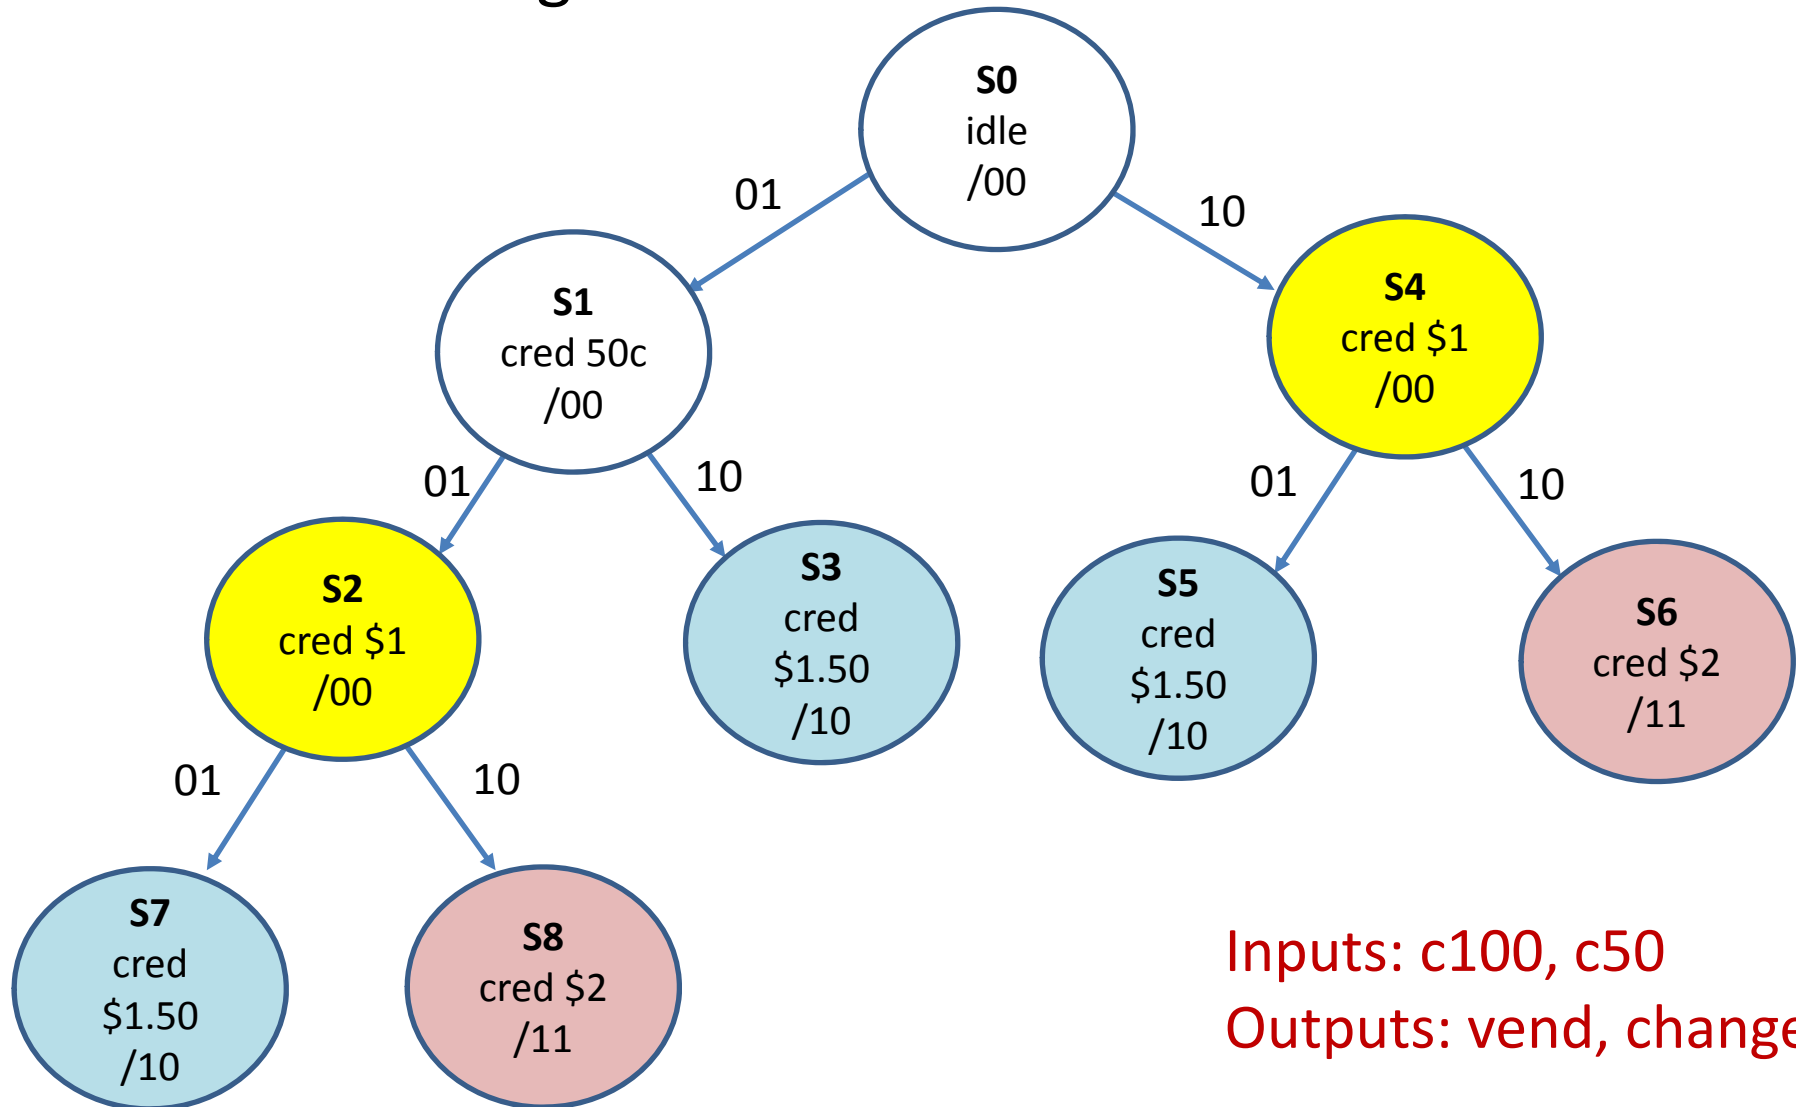 S0
idle
/00
01
10
S1
cred 50c
/00
S4
cred $1
/00
01
10
01
10
S2
cred $1
/00
S3
cred
$1.50
/10
S5
cred
$1.50
/10
S6
cred $2
/11
01
10
S7
cred
$1.50
/10
S8
cred $2
/11
Inputs: c100, c50
Outputs: vend, change